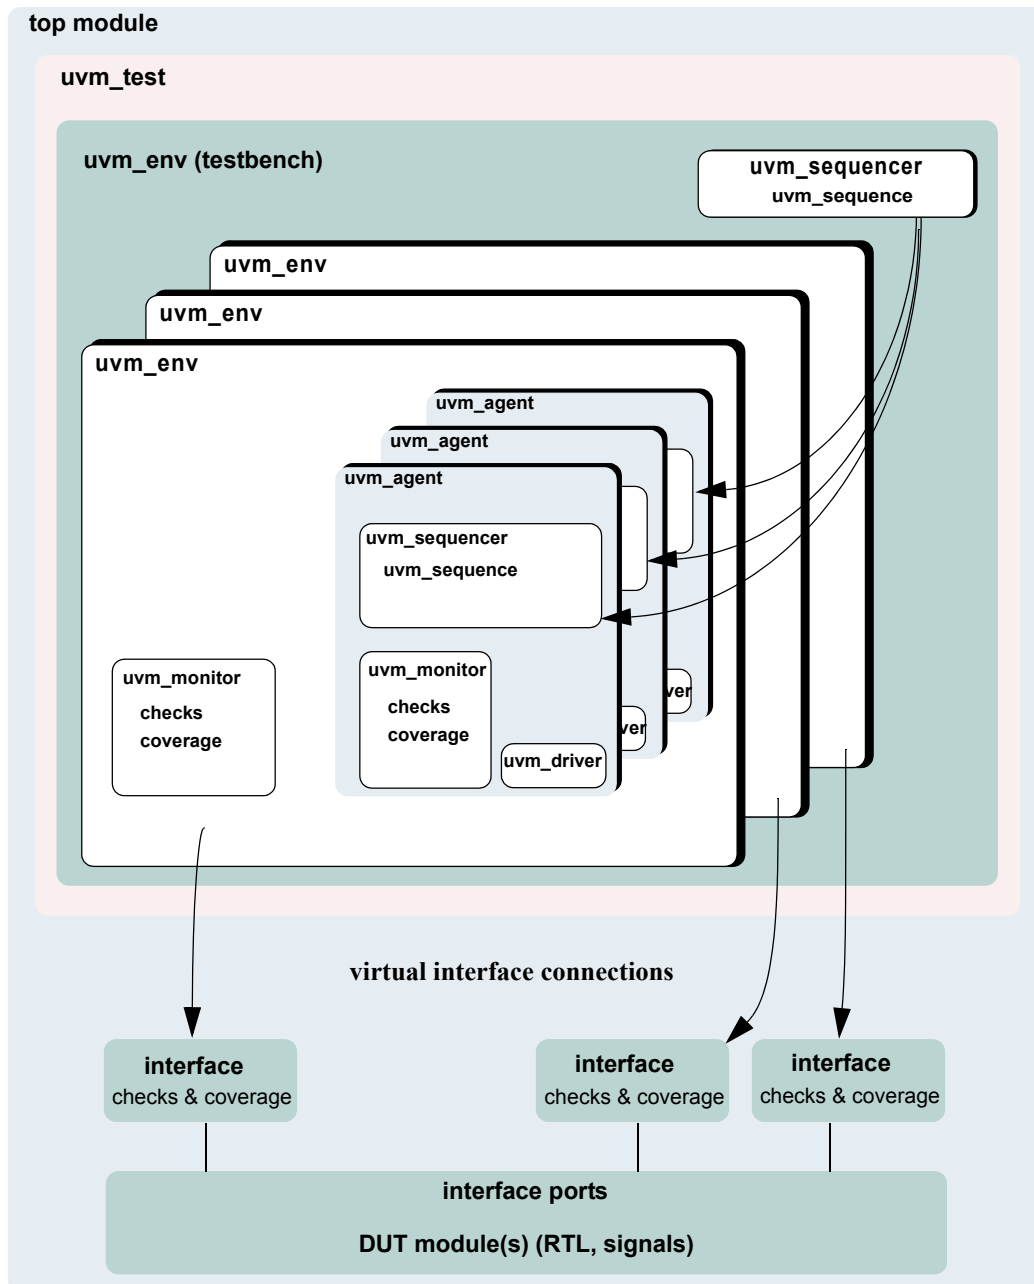 top module
uvm_test
uvm_env (testbench)
uvm_sequencer
uvm_sequence
uvm_env
uvm_env
uvm_env
uvm_agent
uvm_agent
uvm_agent
uvm_sequencer
uvm_sequence
uvm_monitor
checks
coverage
uvm_monitor
checks
coverage
uvm_driver
ver
ver
virtual interface connections
interface
checks & coverage
interface
checks & coverage
interface
checks & coverage
interface ports
DUT module(s) (RTL, signals)